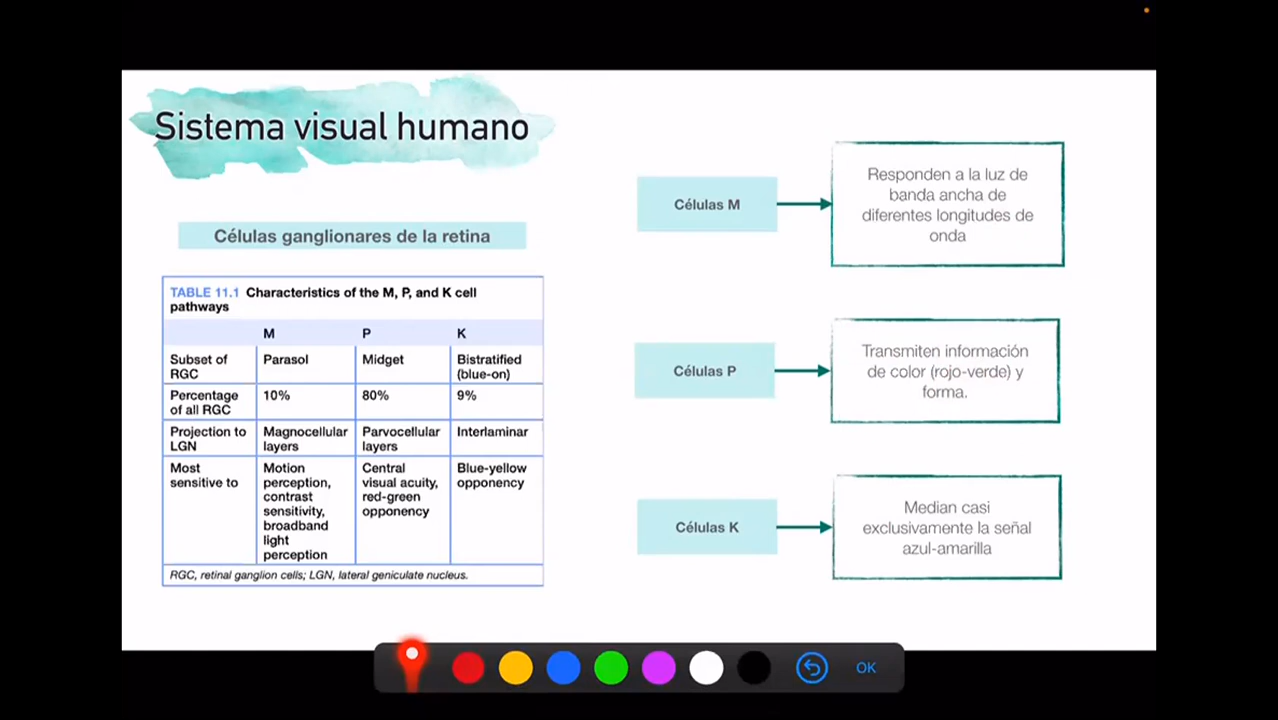 Sistema visual humano
Células ganglionares de la retina
TABLE 11.1 Characteristics of the M, P, and K cell
pathways
M P K
Subset of
RGC
Parasol
Midget
Bistratified
(blue-on)
Percentage
of all RGC
10%
80%
9%
Projection to
LGN
Magnocellular
layers
Parvocellular
layers
Interlaminar
Most
sensitive to
Motion
perception,
contrast
sensitivity,
broadband
light
perception
Central
visual acuity,
red-green
opponency
Blue-yellow
opponency
RGC, retinal ganglion cells; LGN, lateral geniculate nucleus.
Células M
Responden a la luz de
banda ancha de
diferentes longitudes de
onda
Células P
Transmiten información
de color (rojo-verde) y
forma.
Células K
Median casi
exclusivamente la señal
azul-amarilla
OK